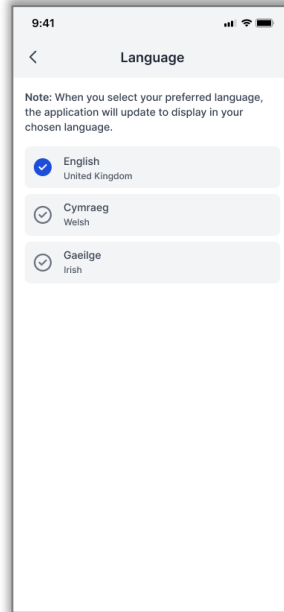 9:41
Language
Note: When you select your preferred language,
the application will update to display in your
chosen language.
English
United Kingdom
Cymraeg
Welsh
Gaeilge
Irish